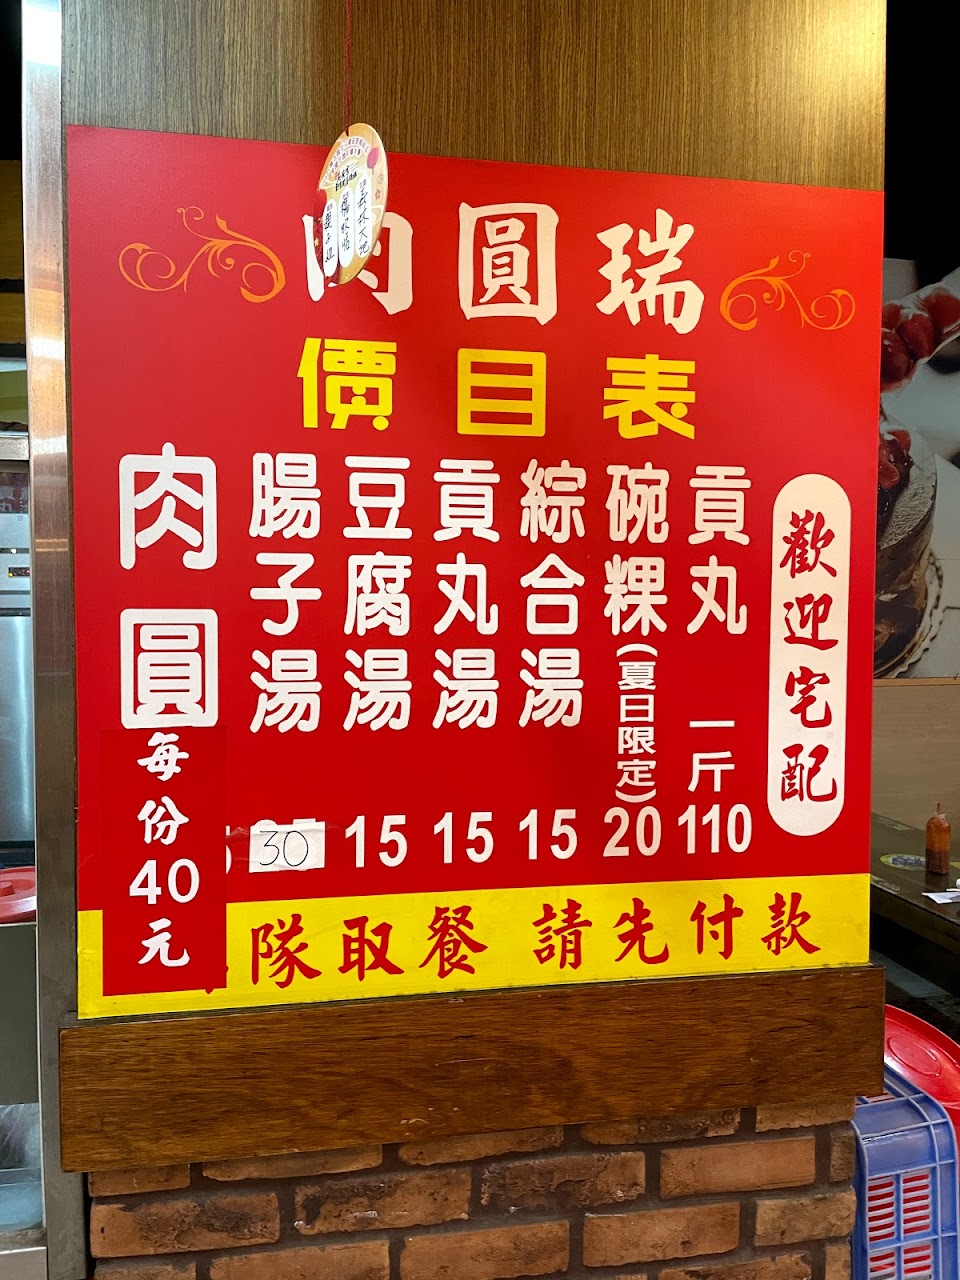 肉圓瑞
價目表
肉圓
每份40元
腸子湯 30
豆腐湯 15
貢丸湯 15
綜合湯 15
碗粿(夏日限定) 20
貢丸 一斤 110
歡迎宅配
隊取餐 請先付款